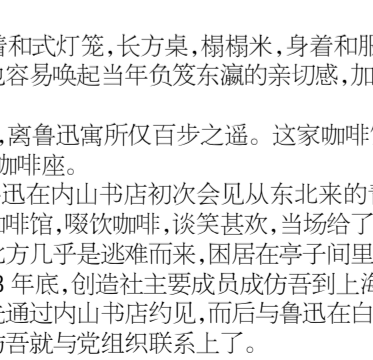 着和式灯笼,长方桌,榻榻米,身着和服
也容易唤起当年负笈东瀛的亲切感,加
,离鲁迅寓所仅百步之遥。这家咖啡馆
咖啡座。
迅在内山书店初次会见从东北来的青
咖啡馆,啜饮咖啡,谈笑甚欢,当场给了
北方几乎是逃难而来,困居在亭子间里
3 年底,创造社主要成员成仿吾到上海
先通过内山书店约见,而后与鲁迅在白
仿吾就与党组织联系上了。